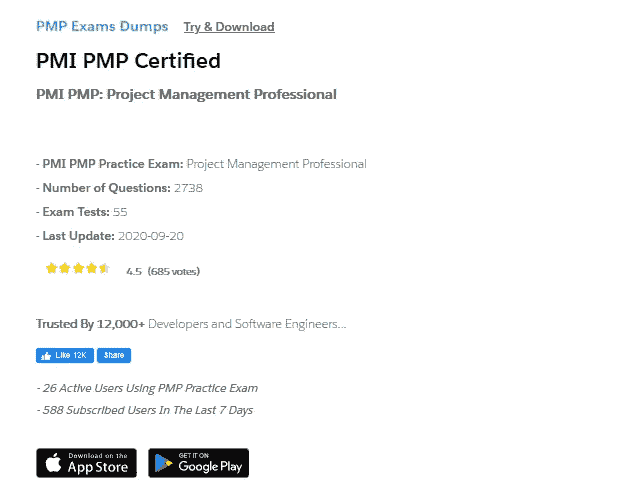 PMP Exams Dumps Try & Download
PMI PMP Certified
PMI PMP: Project Management Professional
- PMI PMP Practice Exam: Project Management Professional
- Number of Questions: 2738
- Exam Tests: 55
- Last Update: 2020-09-20
4.5 (685 votes)
Trusted By 12,000+ Developers and Software Engineers...
Like 12K Share
- 26 Active Users Using PMP Practice Exam
- 588 Subscribed Users In The Last 7 Days
Download on the GET IT ON
App Store Google Play